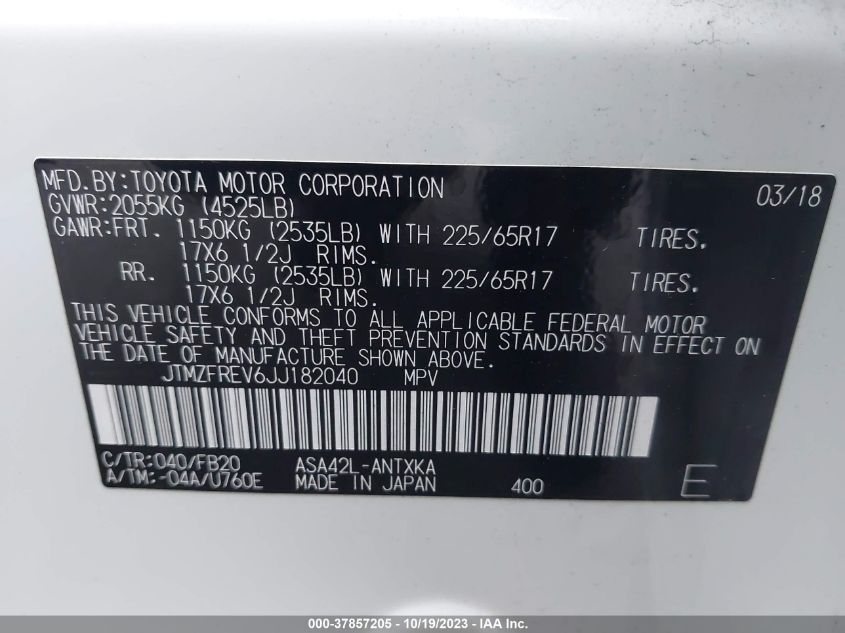 MFD.BY:TOYOTA MOTOR CORPORATION 03/18
GVWR:2055KG (4525LB)
GAWR:FRT. 1150KG (2535LB) WITH 225/65R17 TIRES.
17X6 1/2J RIMS.
RR. 1150KG (2535LB) WITH 225/65R17 TIRES.
17X6 1/2J RIMS.
THIS VEHICLE CONFORMS TO ALL APPLICABLE FEDERAL MOTOR
VEHICLE SAFETY AND THEFT PREVENTION STANDARDS IN EFFECT ON
THE DATE OF MANUFACTURE SHOWN ABOVE.
JTMZFREV6JJ182040 MPV
C/TR:040/FB20 ASA42L-ANTXKA
A/TM:-04A/U760E MADE IN JAPAN 400 E
000-37857205 - 10/19/2023 - IAA Inc.